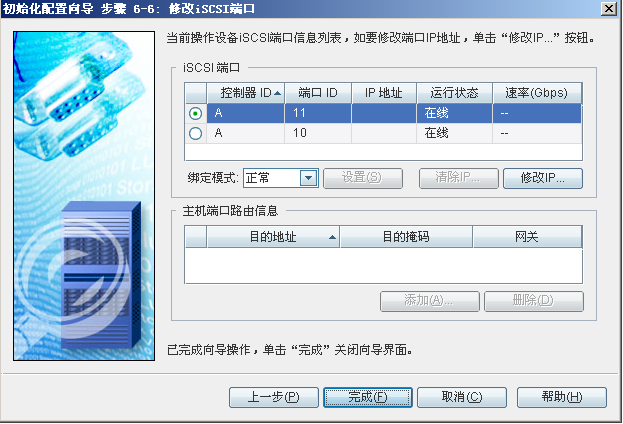 初始化配置向导 步骤 6-6: 修改iSCSI端口
当前操作设备iSCSI端口信息列表，如要修改端口IP地址，单击“修改IP...”按钮。
iSCSI 端口
控制器 ID 端口 ID IP 地址 运行状态 速率(Gbps)
A 11 在线 --
A 10 在线 --
绑定模式: 正常 设置(S) 清除IP... 修改IP...
主机端口路由信息
目的地址 目的掩码 网关
添加(A)... 删除(D)
已完成向导操作，单击“完成”关闭向导界面。
上一步(P) 完成(F) 取消(C) 帮助(H)